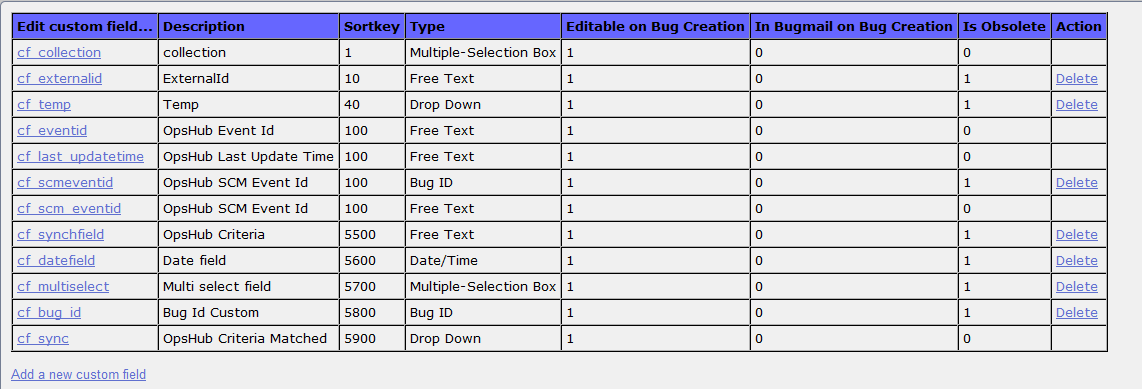 Edit custom field... Description Sortkey Type Editable on Bug Creation In Bugmail on Bug Creation Is Obsolete Action
cf_collection collection 1 Multiple-Selection Box 1 0 0
cf_externalid ExternalId 10 Free Text 1 0 1 Delete
cf_temp Temp 40 Drop Down 1 0 1 Delete
cf_eventid OpsHub Event Id 100 Free Text 1 0 0
cf_last_updatetime OpsHub Last Update Time 100 Free Text 1 0 0
cf_scmeventid OpsHub SCM Event Id 100 Bug ID 1 0 1 Delete
cf_scm_eventid OpsHub SCM Event Id 100 Free Text 1 0 0
cf_synchfield OpsHub Criteria 5500 Free Text 1 0 1 Delete
cf_datefield Date field 5600 Date/Time 1 0 1 Delete
cf_multiselect Multi select field 5700 Multiple-Selection Box 1 0 1 Delete
cf_bug_id Bug Id Custom 5800 Bug ID 1 0 1 Delete
cf_sync OpsHub Criteria Matched 5900 Drop Down 1 0 0
Add a new custom field